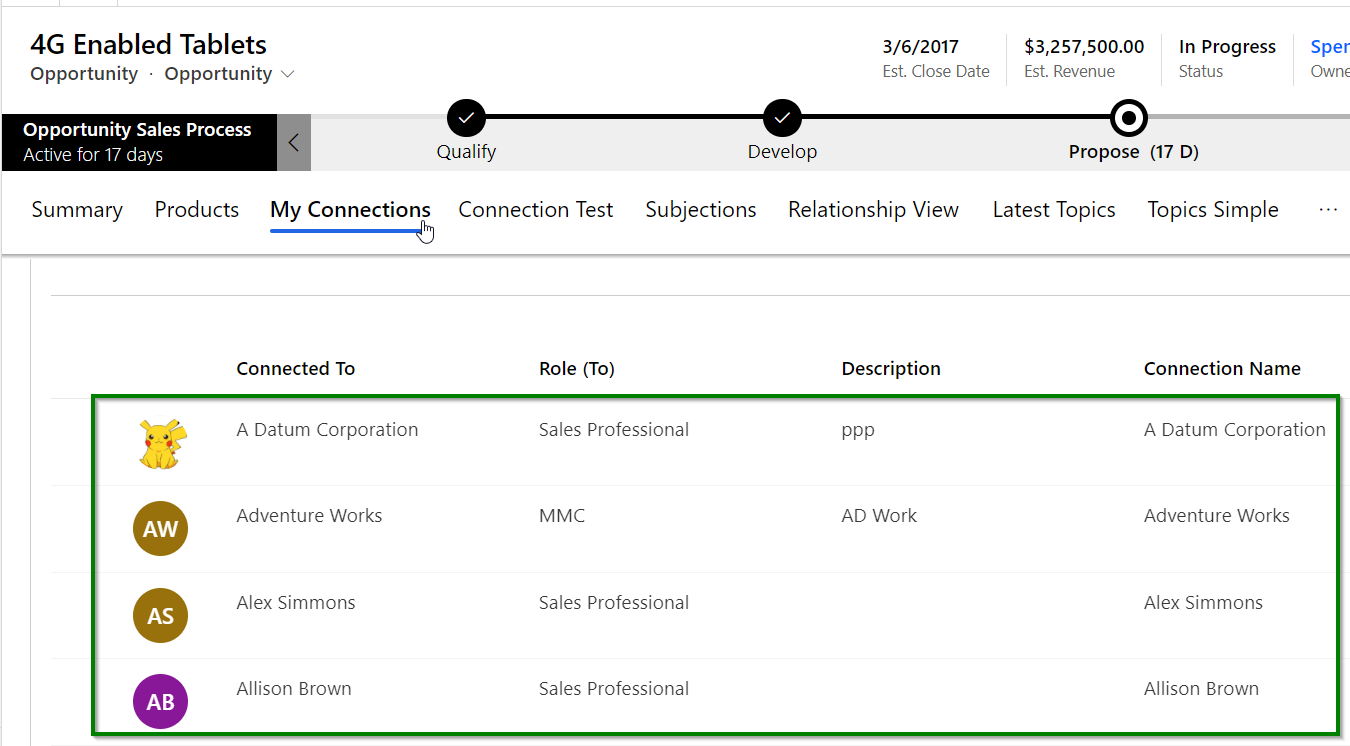 4G Enabled Tablets
Opportunity · Opportunity
3/6/2017
Est. Close Date
$3,257,500.00
Est. Revenue
In Progress
Status
Opportunity Sales Process
Active for 17 days
Qualify
Develop
Propose (17 D)
Summary Products My Connections Connection Test Subjections Relationship View Latest Topics Topics Simple ...
Connected To Role (To) Description Connection Name
A Datum Corporation Sales Professional ppp A Datum Corporation
AW Adventure Works MMC AD Work Adventure Works
AS Alex Simmons Sales Professional Alex Simmons
AB Allison Brown Sales Professional Allison Brown